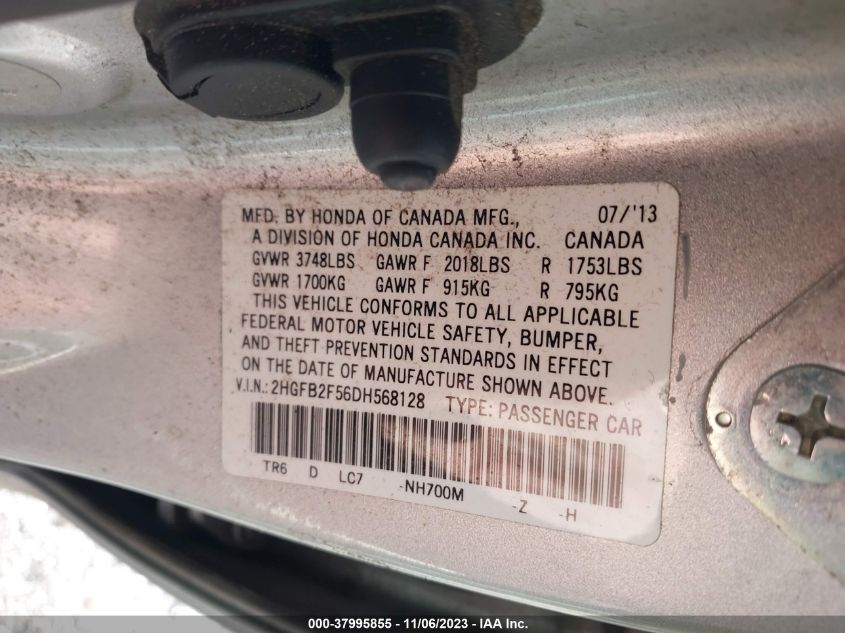 MFD. BY HONDA OF CANADA MFG., 07/'13
A DIVISION OF HONDA CANADA INC. CANADA
GVWR 3748LBS GAWR F 2018LBS R 1753LBS
GVWR 1700KG GAWR F 915KG R 795KG
THIS VEHICLE CONFORMS TO ALL APPLICABLE
FEDERAL MOTOR VEHICLE SAFETY, BUMPER,
AND THEFT PREVENTION STANDARDS IN EFFECT
ON THE DATE OF MANUFACTURE SHOWN ABOVE.
V.I.N.: 2HGFB2F56DH568128 TYPE: PASSENGER CAR
TR6 D LC7 -NH700M -Z -H
000-37995855 - 11/06/2023 - IAA Inc.